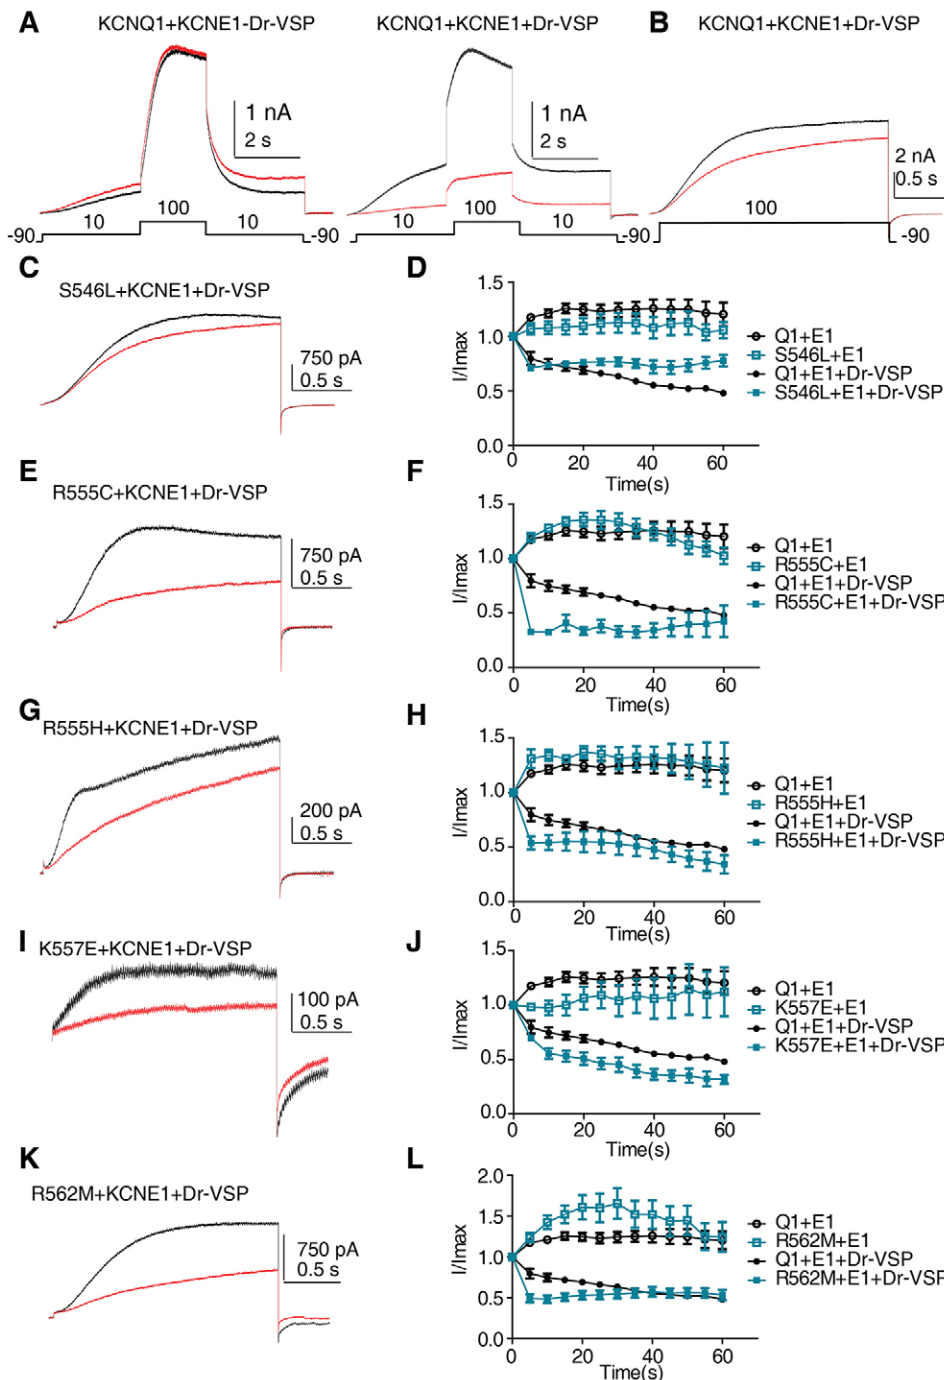 A KCNQ1+KCNE1-Dr-VSP KCNQ1+KCNE1+Dr-VSP B KCNQ1+KCNE1+Dr-VSP
1 nA
2 s
1 nA
2 s
2 nA
0.5 s
10 100 10
-90 -90
10 100 10
-90
100
-90
C
S546L+KCNE1+Dr-VSP
750 pA
0.5 s
D
1.5
1.0
0.5
0.0
I/Imax
0 20 40 60
Time(s)
Q1+E1
S546L+E1
Q1+E1+Dr-VSP
S546L+E1+Dr-VSP
E
R555C+KCNE1+Dr-VSP
750 pA
0.5 s
F
1.5
1.0
0.5
0.0
I/Imax
0 20 40 60
Time(s)
Q1+E1
R555C+E1
Q1+E1+Dr-VSP
R555C+E1+Dr-VSP
G
R555H+KCNE1+Dr-VSP
200 pA
0.5 s
H
1.5
1.0
0.5
0.0
I/Imax
0 20 40 60
Time(s)
Q1+E1
R555H+E1
Q1+E1+Dr-VSP
R555H+E1+Dr-VSP
I
K557E+KCNE1+Dr-VSP
100 pA
0.5 s
J
1.5
1.0
0.5
0.0
I/Imax
0 20 40 60
Time(s)
Q1+E1
K557E+E1
Q1+E1+Dr-VSP
K557E+E1+Dr-VSP
K
R562M+KCNE1+Dr-VSP
750 pA
0.5 s
L
2.0
1.5
1.0
0.5
0.0
I/Imax
0 20 40 60
Time(s)
Q1+E1
R562M+E1
Q1+E1+Dr-VSP
R562M+E1+Dr-VSP